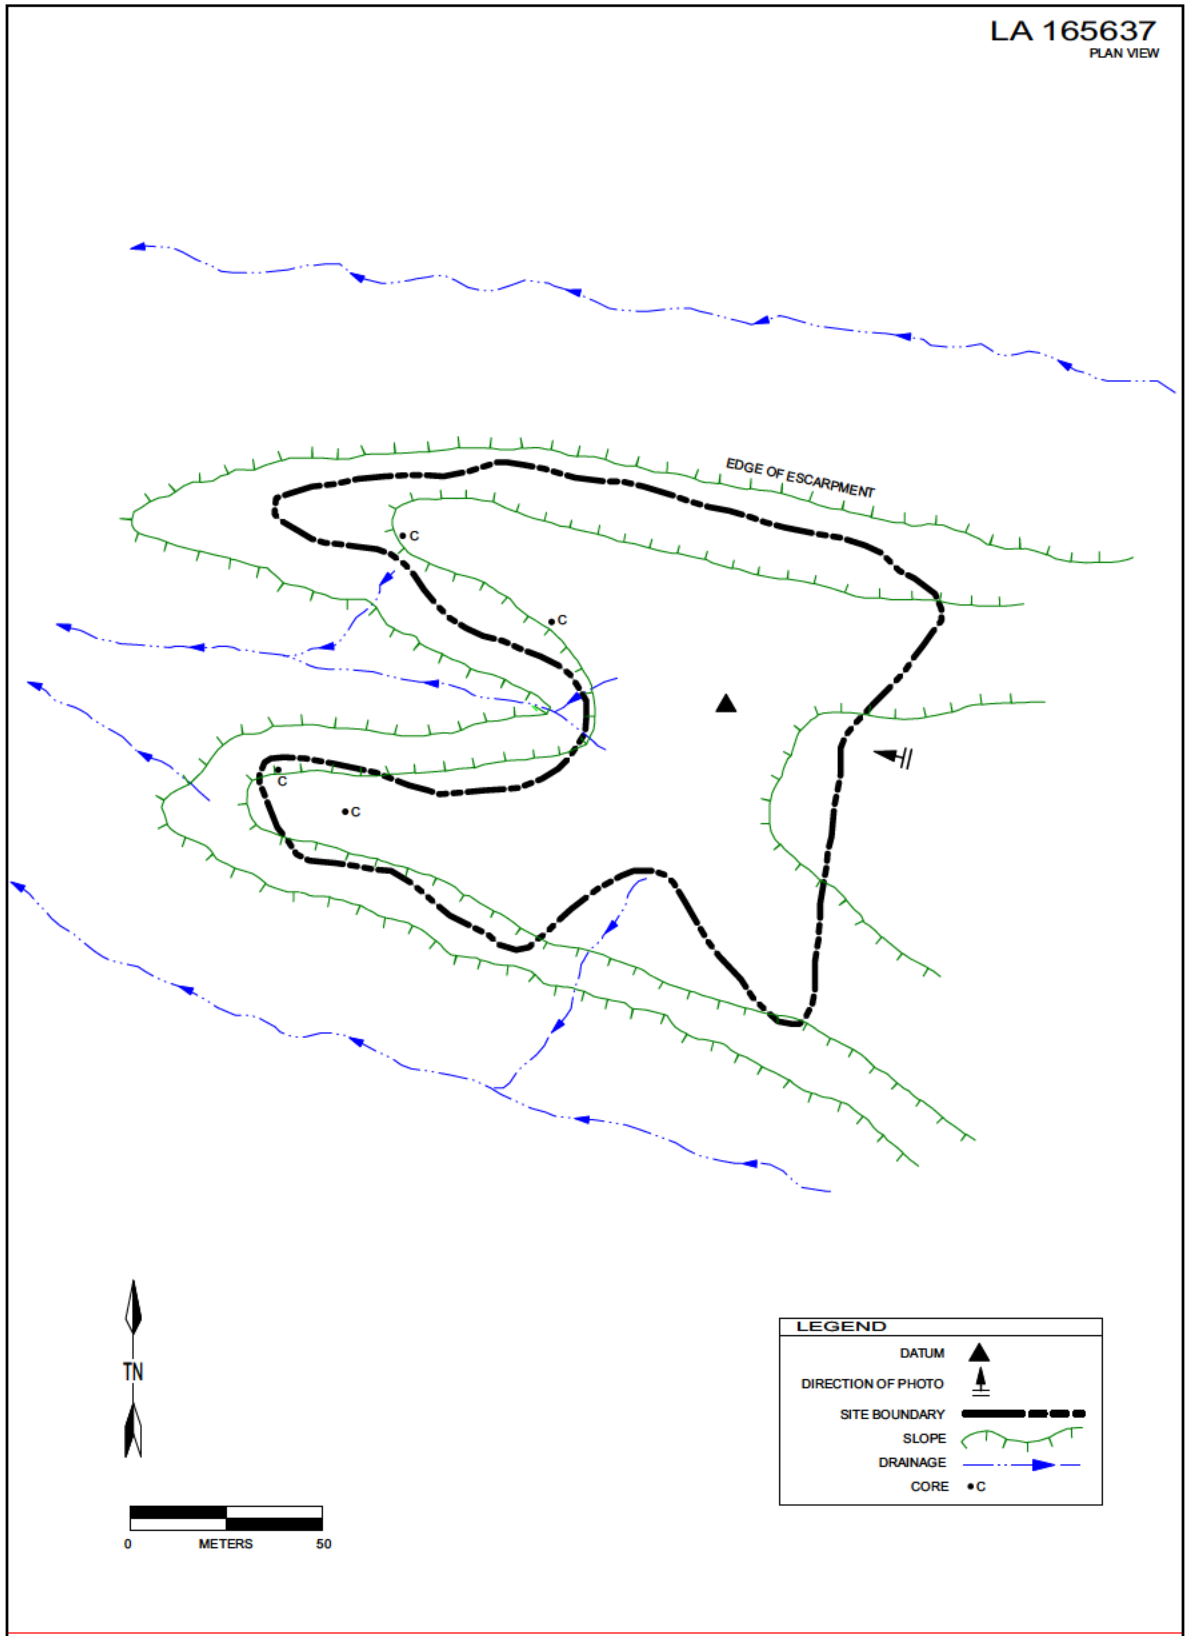 LA 165637
PLAN VIEW
EDGE OF ESCARPMENT
C
C
C
C
TN
0 METERS 50
LEGEND
DATUM
DIRECTION OF PHOTO
SITE BOUNDARY
SLOPE
DRAINAGE
CORE C